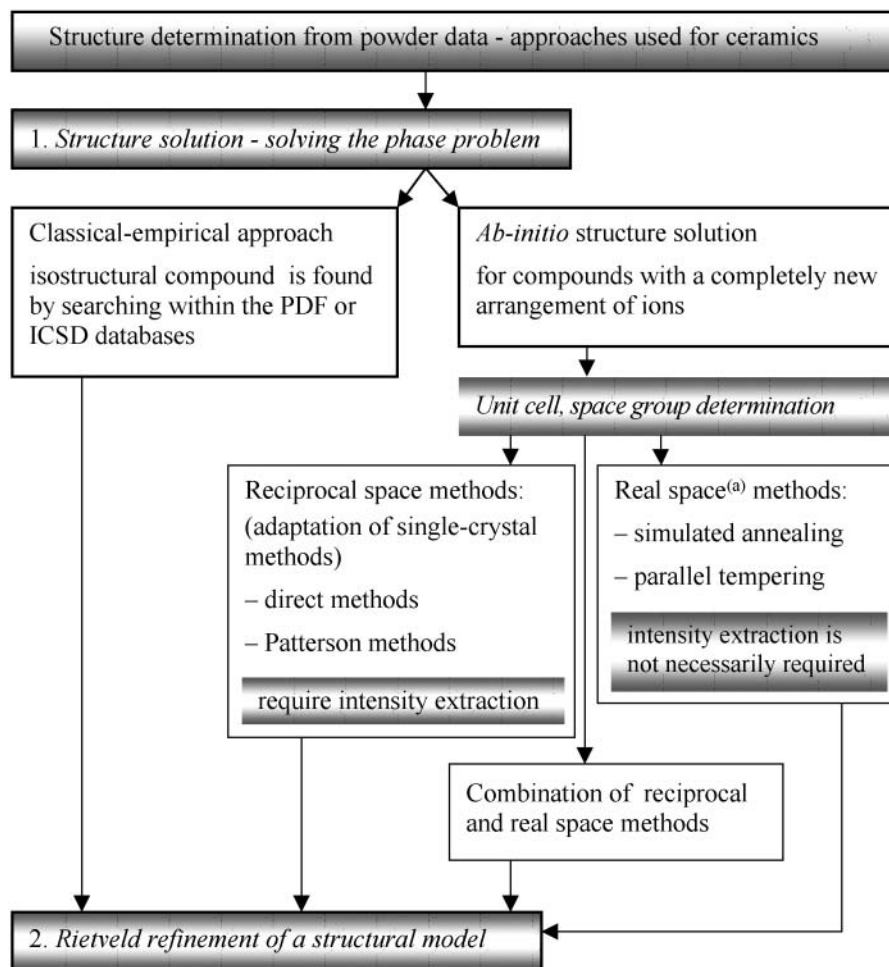 Structure determination from powder data - approaches used for ceramics
1. Structure solution - solving the phase problem
Classical-empirical approach
isostructural compound is found
by searching within the PDF or
ICSD databases
Ab-initio structure solution
for compounds with a completely new
arrangement of ions
Unit cell, space group determination
Reciprocal space methods:
(adaptation of single-crystal
methods)
– direct methods
– Patterson methods
require intensity extraction
Real space(a) methods:
– simulated annealing
– parallel tempering
intensity extraction is
not necessarily required
Combination of reciprocal
and real space methods
2. Rietveld refinement of a structural model